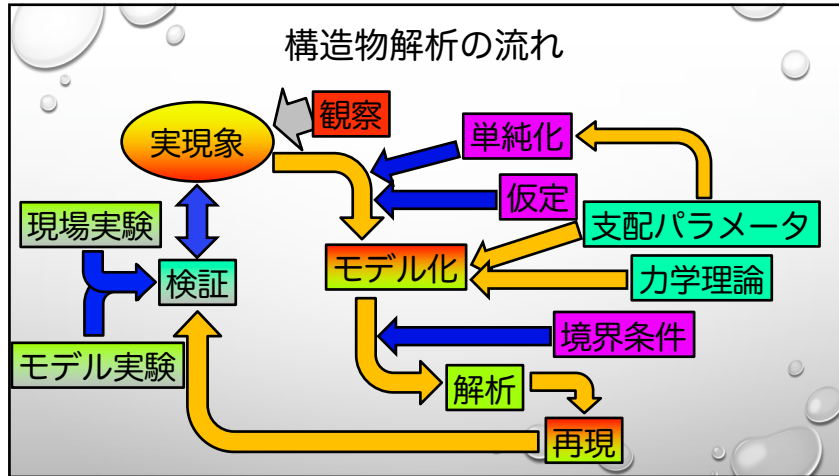 構造物解析の流れ
観察
実現象
単純化
仮定
現場実験
支配パラメータ
モデル化
検証
力学理論
境界条件
モデル実験
解析
再現